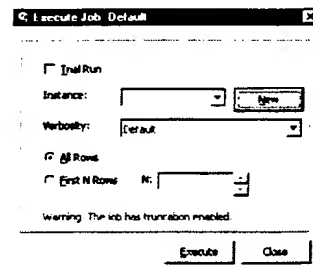 Execute Job Default
Trial Run
Instance:
New
Verbosity:
Default
All Rows
First N Rows N:
Warning. The job has truncation enabled.
Execute Close